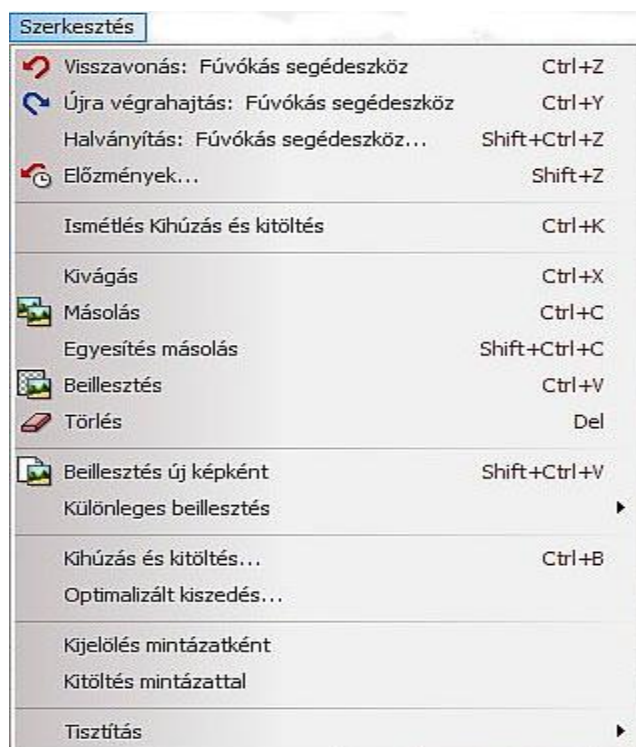 Szerkesztés
Visszavonás: Fúvókás segédeszköz Ctrl+Z
Újra végrahajtás: Fúvókás segédeszköz Ctrl+Y
Halványítás: Fúvókás segédeszköz... Shift+Ctrl+Z
Előzmények... Shift+Z
Ismétlés Kihúzás és kitöltés Ctrl+K
Kivágás Ctrl+X
Másolás Ctrl+C
Egyesítés másolás Shift+Ctrl+C
Beillesztés Ctrl+V
Törlés Del
Beillesztés új képként Shift+Ctrl+V
Különleges beillesztés
Kihúzás és kitöltés... Ctrl+B
Optimalizált kiszedés...
Kijelölés mintázatként
Kitöltés mintázattal
Tisztítás